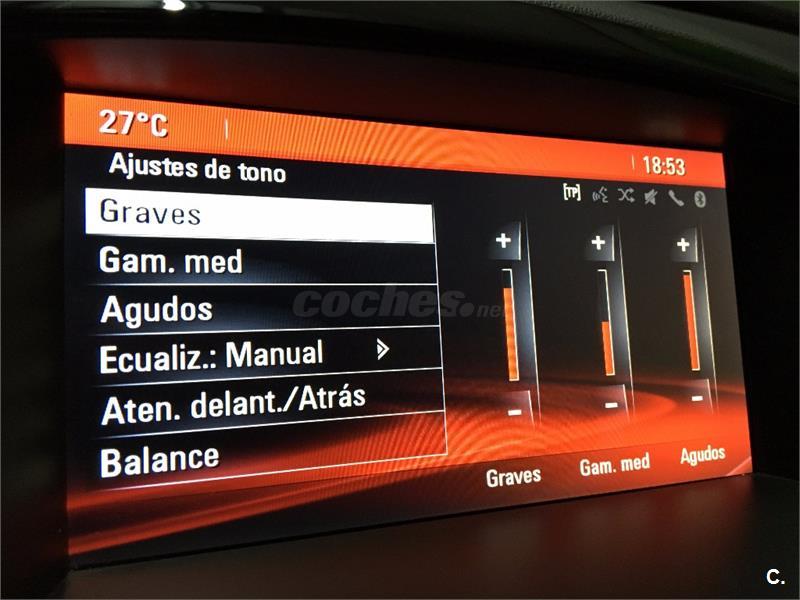 27°C
18:53
Ajustes de tono
[TP]
Graves
Gam. med
Agudos
Ecualiz.: Manual
Aten. delant./Atrás
Balance
+ + +
- - -
Graves Gam. med Agudos
coches.net
C.